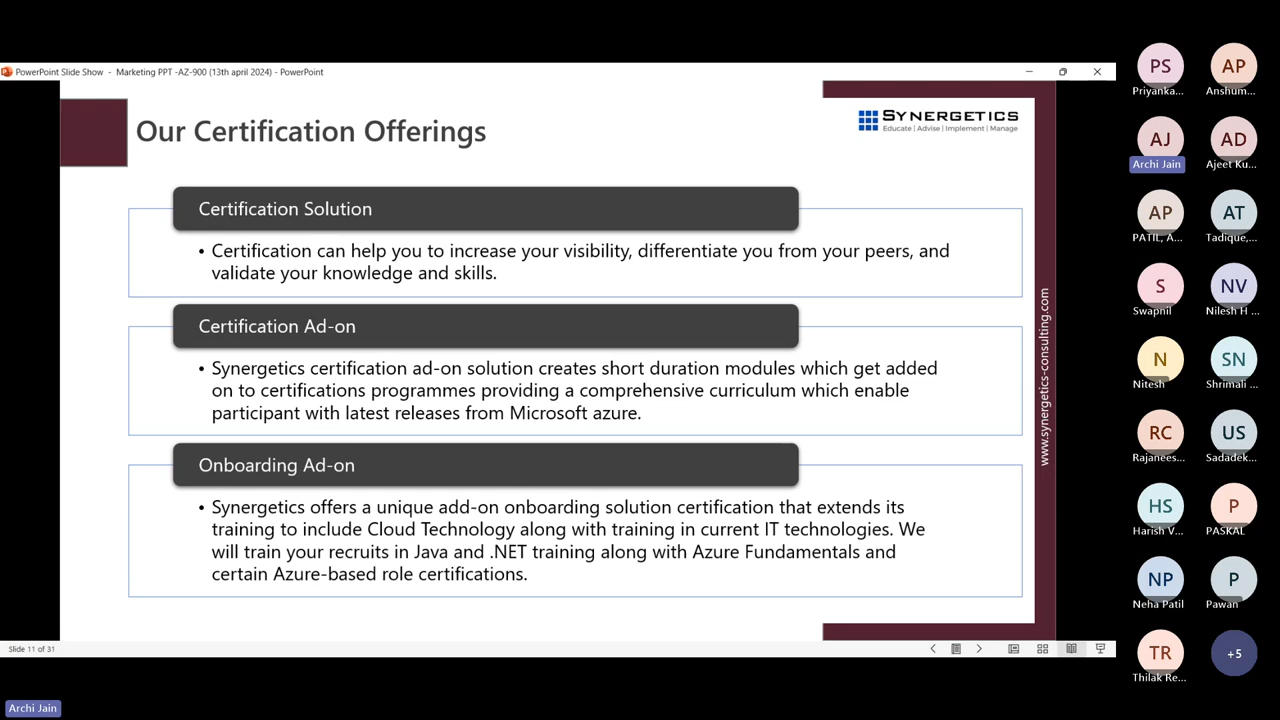 PowerPoint Slide Show - Marketing PPT -AZ-900 (13th april 2024) - PowerPoint
Our Certification Offerings
SYNERGETICS
Educate | Advise | Implement | Manage
Certification Solution
• Certification can help you to increase your visibility, differentiate you from your peers, and
validate your knowledge and skills.
Certification Ad-on
• Synergetics certification ad-on solution creates short duration modules which get added
on to certifications programmes providing a comprehensive curriculum which enable
participant with latest releases from Microsoft azure.
Onboarding Ad-on
• Synergetics offers a unique add-on onboarding solution certification that extends its
training to include Cloud Technology along with training in current IT technologies. We
will train your recruits in Java and .NET training along with Azure Fundamentals and
certain Azure-based role certifications.
www.synergetics-consulting.com
Slide 11 of 31
Archi Jain
PS
Priyanka...
AP
Anshum...
AJ
Archi Jain
AD
Ajeet Ku...
AP
PATIL, A...
AT
Tadique,...
S
Swapnil
NV
Nilesh H ...
N
Nitesh
SN
Shrimali ...
RC
Rajanees...
US
Sadadek...
HS
Harish V...
P
PASKAL
NP
Neha Patil
P
Pawan
TR
Thilak Re...
+5